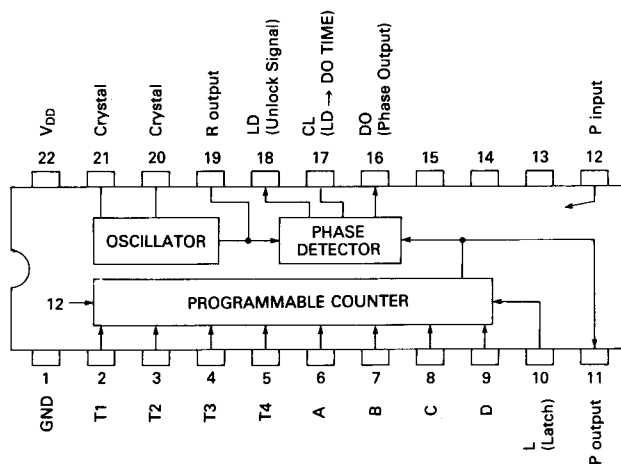 VDD
Crystal
Crystal
R output
LD
(Unlock Signal)
CL
(LD → DO TIME)
DO
(Phase Output)
P input
22 21 20 19 18 17 16 15 14 13 12
OSCILLATOR
PHASE
DETECTOR
12
PROGRAMMABLE COUNTER
1 2 3 4 5 6 7 8 9 10 11
GND
T1
T2
T3
T4
A
B
C
D
L
(Latch)
P output